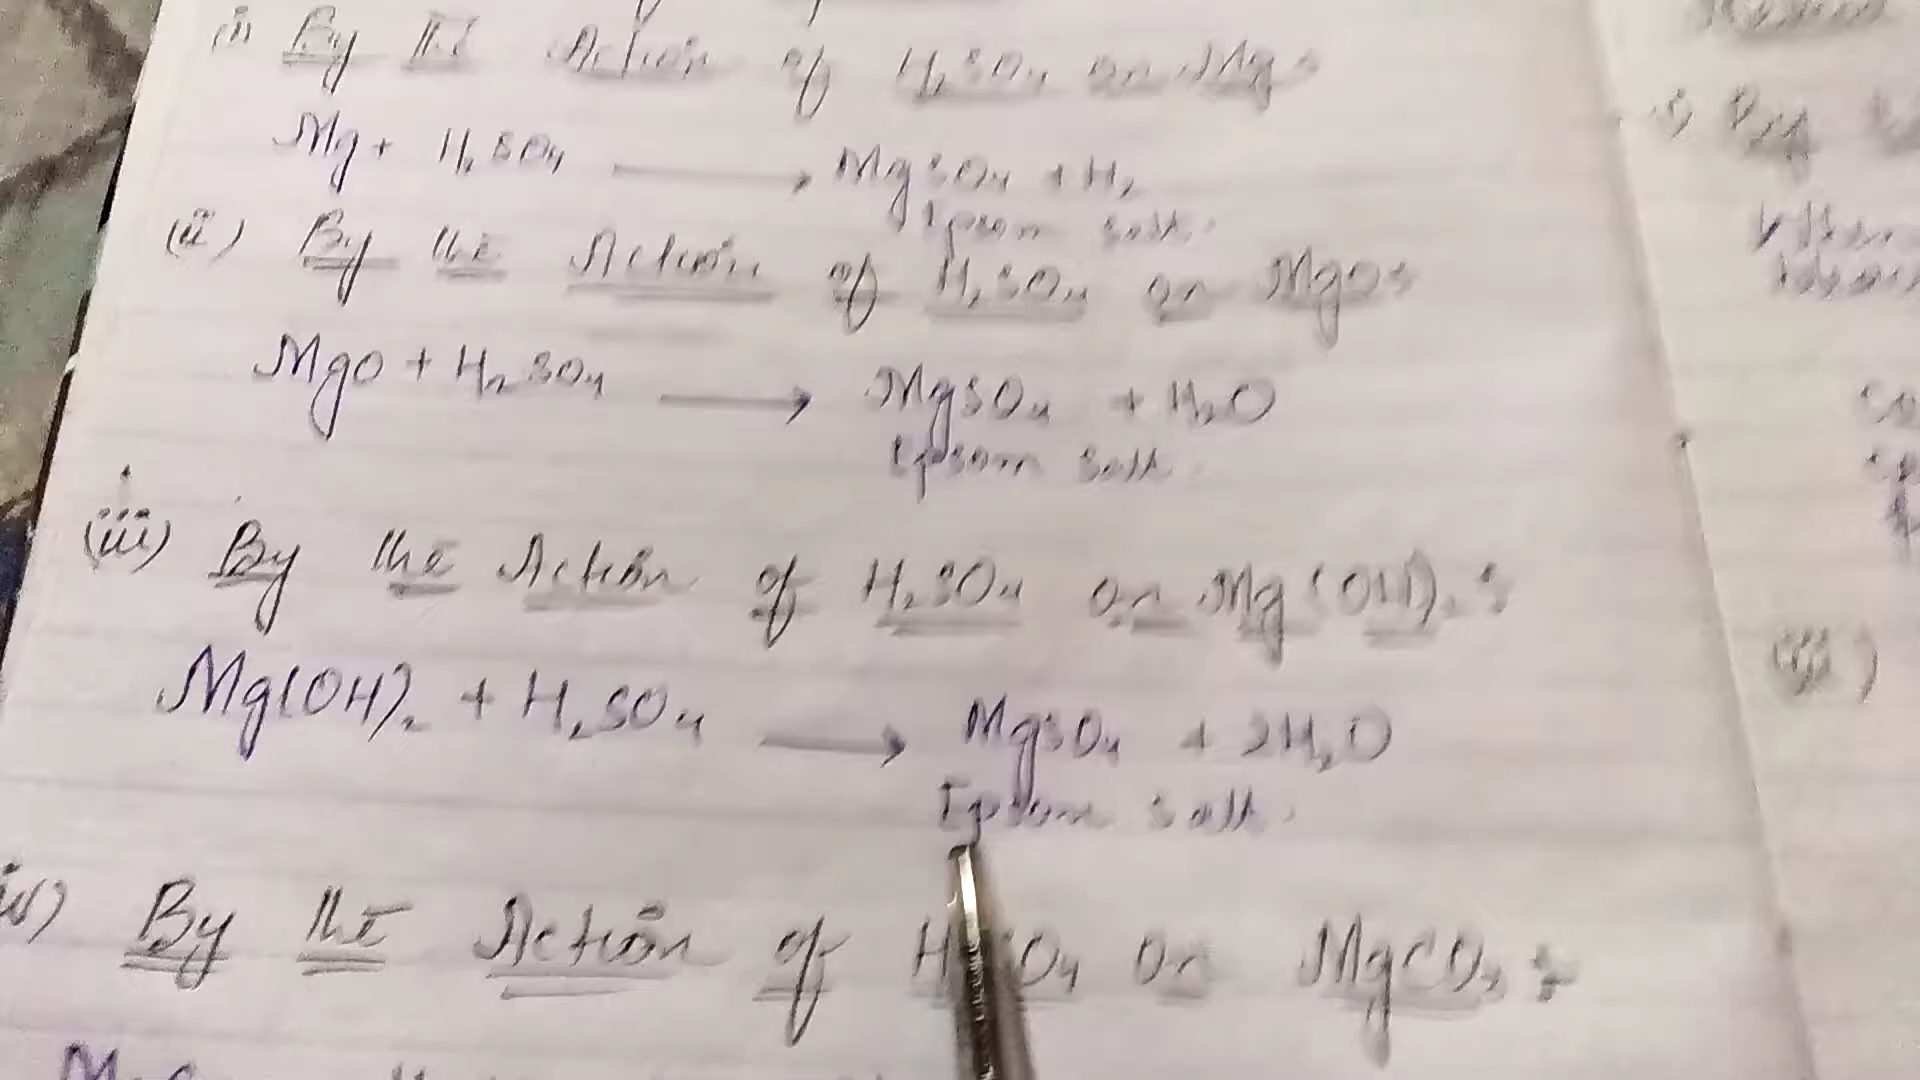 (i) By the Action of H₂SO₄ on Mg:
Mg + H₂SO₄ → MgSO₄ + H₂
Epsom salt.
(ii) By the Action of H₂SO₄ on MgO:
MgO + H₂SO₄ → MgSO₄ + H₂O
Epsom salt.
(iii) By the Action of H₂SO₄ on Mg(OH)₂:
Mg(OH)₂ + H₂SO₄ → MgSO₄ + 2H₂O
Epsom salt.
iv) By the Action of H₂SO₄ on MgCO₃: